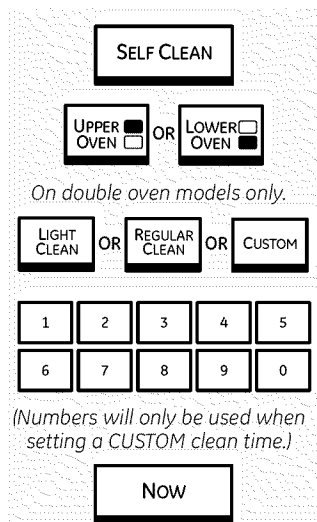 SELF CLEAN
UPPER OVEN OR LOWER OVEN
On double oven models only.
LIGHT CLEAN OR REGULAR CLEAN OR CUSTOM
1 2 3 4 5
6 7 8 9 0
(Numbers will only be used when
setting a CUSTOM clean time.)
NOW